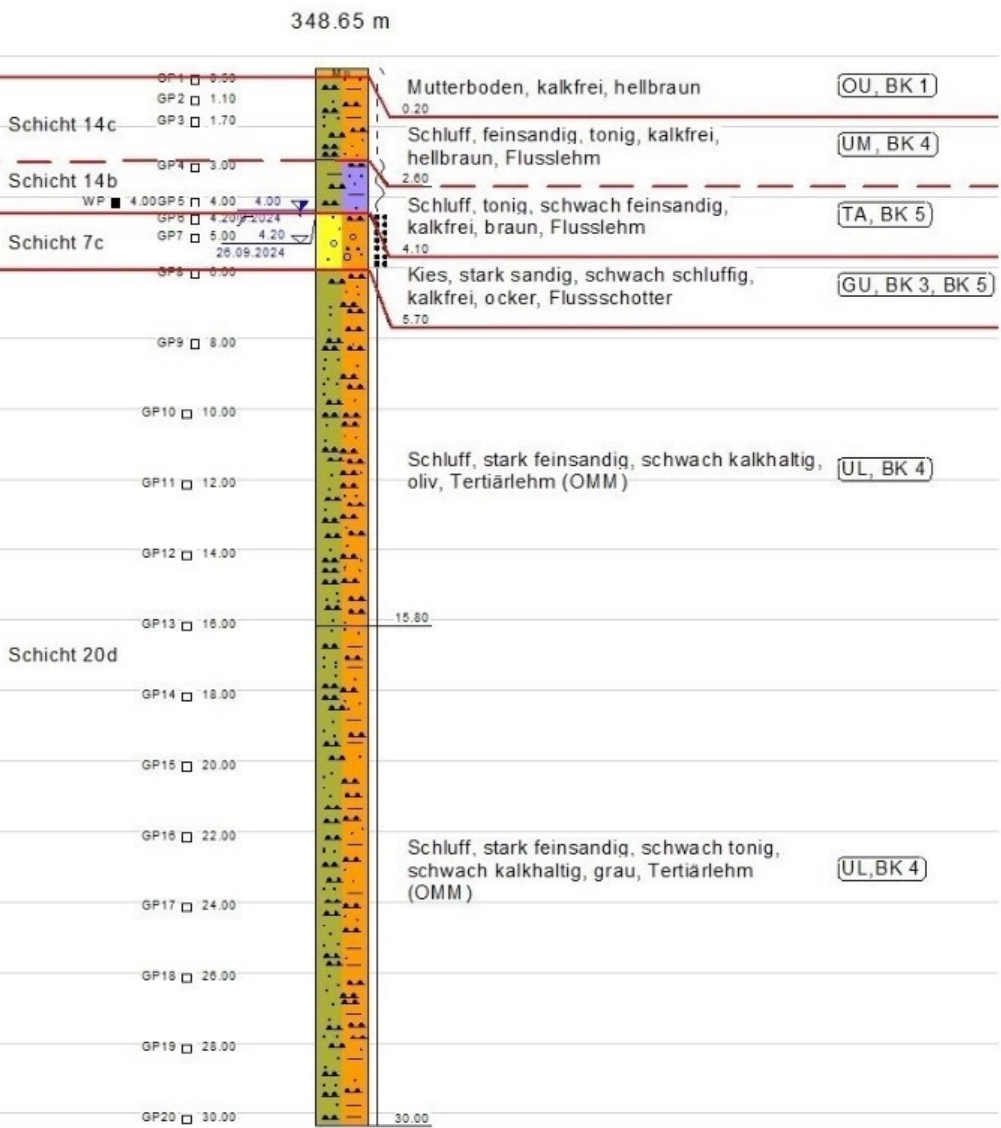 348.65 m
GP1 0.50
Mutterboden, kalkfrei, hellbraun
OU, BK 1
GP2 1.10
0.20
Schicht 14c
GP3 1.70
Schluff, feinsandig, tonig, kalkfrei,
hellbraun, Flusslehm
UM, BK 4
GP4 3.00
2.60
Schicht 14b
WP 4.00 GP5 4.00 4.00
Schluff, tonig, schwach feinsandig,
kalkfrei, braun, Flusslehm
TA, BK 5
GP6 4.20 .2024
Schicht 7c
GP7 5.00 4.20
26.09.2024
4.10
GP8
Kies, stark sandig, schwach schluffig,
kalkfrei, ocker, Flussschotter
GU, BK 3, BK 5
5.70
GP9 8.00
GP10 10.00
Schluff, stark feinsandig, schwach kalkhaltig,
oliv, Tertiärlehm (OMM)
UL, BK 4
GP11 12.00
GP12 14.00
15.80
GP13 16.00
Schicht 20d
GP14 18.00
GP15 20.00
GP16 22.00
Schluff, stark feinsandig, schwach tonig,
schwach kalkhaltig, grau, Tertiärlehm
(OMM)
UL,BK 4
GP17 24.00
GP18 26.00
GP19 28.00
GP20 30.00
30.00